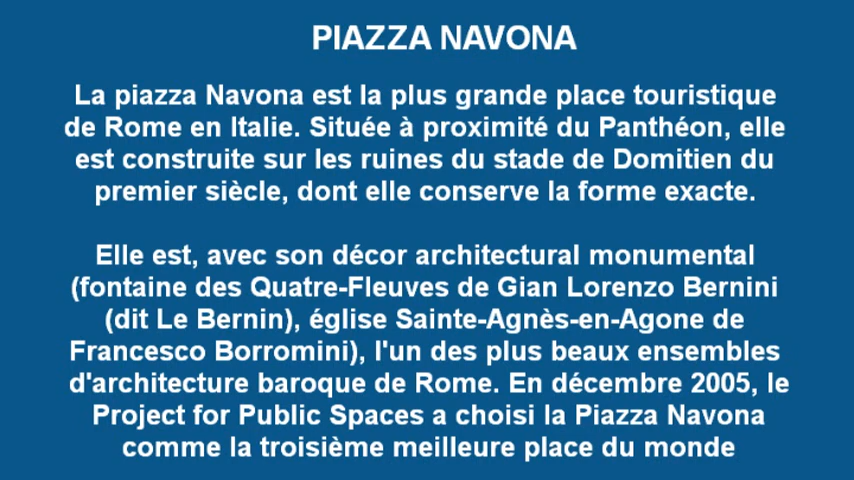 PIAZZA NAVONA
La piazza Navona est la plus grande place touristique
de Rome en Italie. Située à proximité du Panthéon, elle
est construite sur les ruines du stade de Domitien du
premier siècle, dont elle conserve la forme exacte.
Elle est, avec son décor architectural monumental
(fontaine des Quatre-Fleuves de Gian Lorenzo Bernini
(dit Le Bernin), église Sainte-Agnès-en-Agone de
Francesco Borromini), l'un des plus beaux ensembles
d'architecture baroque de Rome. En décembre 2005, le
Project for Public Spaces a choisi la Piazza Navona
comme la troisième meilleure place du monde